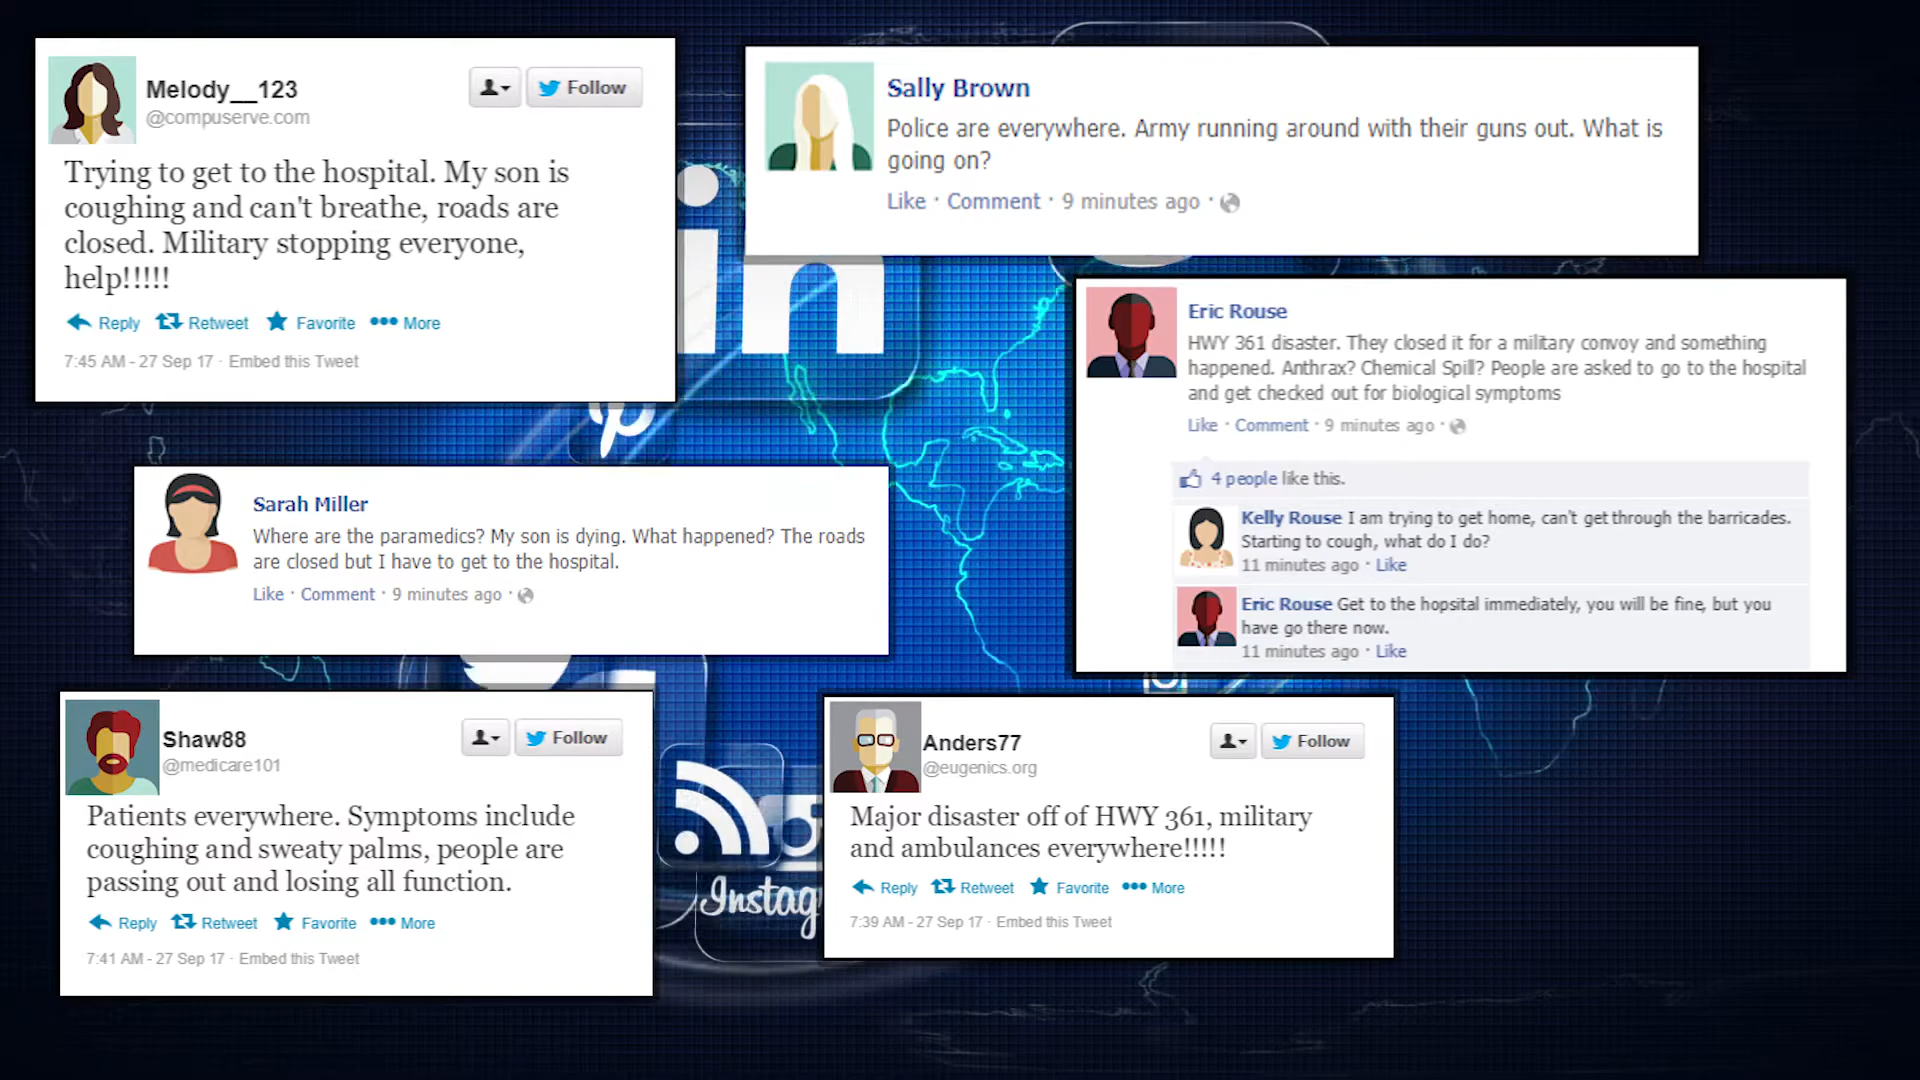 Melody__123
@compuserve.com
Follow
Trying to get to the hospital. My son is
coughing and can't breathe, roads are
closed. Military stopping everyone,
help!!!!!
Reply Retweet Favorite More
7:45 AM - 27 Sep 17 · Embed this Tweet
Sally Brown
Police are everywhere. Army running around with their guns out. What is
going on?
Like · Comment · 9 minutes ago ·
in
Eric Rouse
HWY 361 disaster. They closed it for a military convoy and something
happened. Anthrax? Chemical Spill? People are asked to go to the hospital
and get checked out for biological symptoms
Like · Comment · 9 minutes ago ·
4 people like this.
Kelly Rouse I am trying to get home, can't get through the barricades.
Starting to cough, what do I do?
11 minutes ago · Like
Eric Rouse Get to the hopsital immediately, you will be fine, but you
have go there now.
11 minutes ago · Like
Sarah Miller
Where are the paramedics? My son is dying. What happened? The roads
are closed but I have to get to the hospital.
Like · Comment · 9 minutes ago ·
Shaw88
@medicare101
Follow
Patients everywhere. Symptoms include
coughing and sweaty palms, people are
passing out and losing all function.
Reply Retweet Favorite More
7:41 AM - 27 Sep 17 · Embed this Tweet
Instag
Anders77
@eugenics.org
Follow
Major disaster off of HWY 361, military
and ambulances everywhere!!!!!
Reply Retweet Favorite More
7:39 AM - 27 Sep 17 · Embed this Tweet